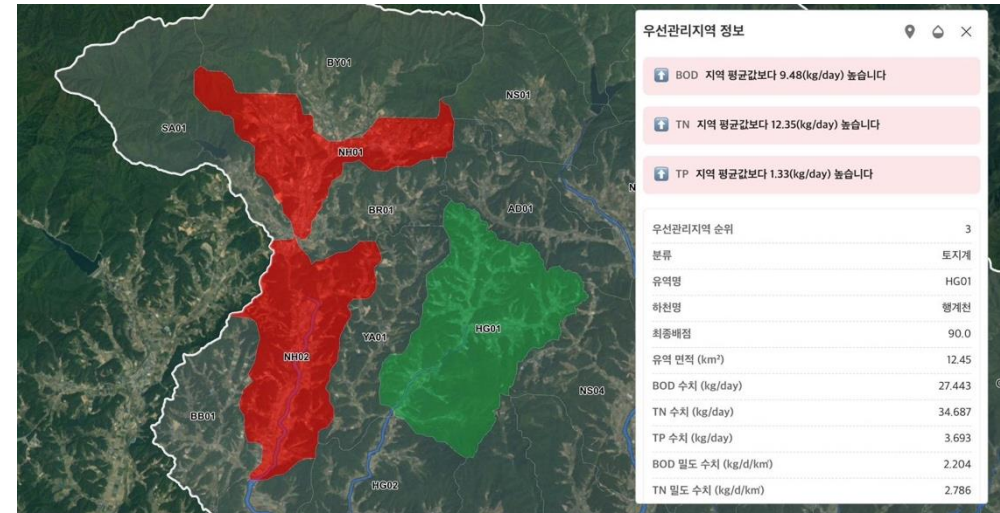 BY01
NS01
SA01
NH01
BR01
AD01
HG01
YA01
NH02
NS04
BB01
HG02
우선관리지역 정보
BOD 지역 평균값보다 9.48(kg/day) 높습니다
TN 지역 평균값보다 12.35(kg/day) 높습니다
TP 지역 평균값보다 1.33(kg/day) 높습니다
우선관리지역 순위 3
분류 토지계
유역명 HG01
하천명 행계천
최종배점 90.0
유역 면적 (km²) 12.45
BOD 수치 (kg/day) 27.443
TN 수치 (kg/day) 34.687
TP 수치 (kg/day) 3.693
BOD 밀도 수치 (kg/d/㎢) 2.204
TN 밀도 수치 (kg/d/㎢) 2.786